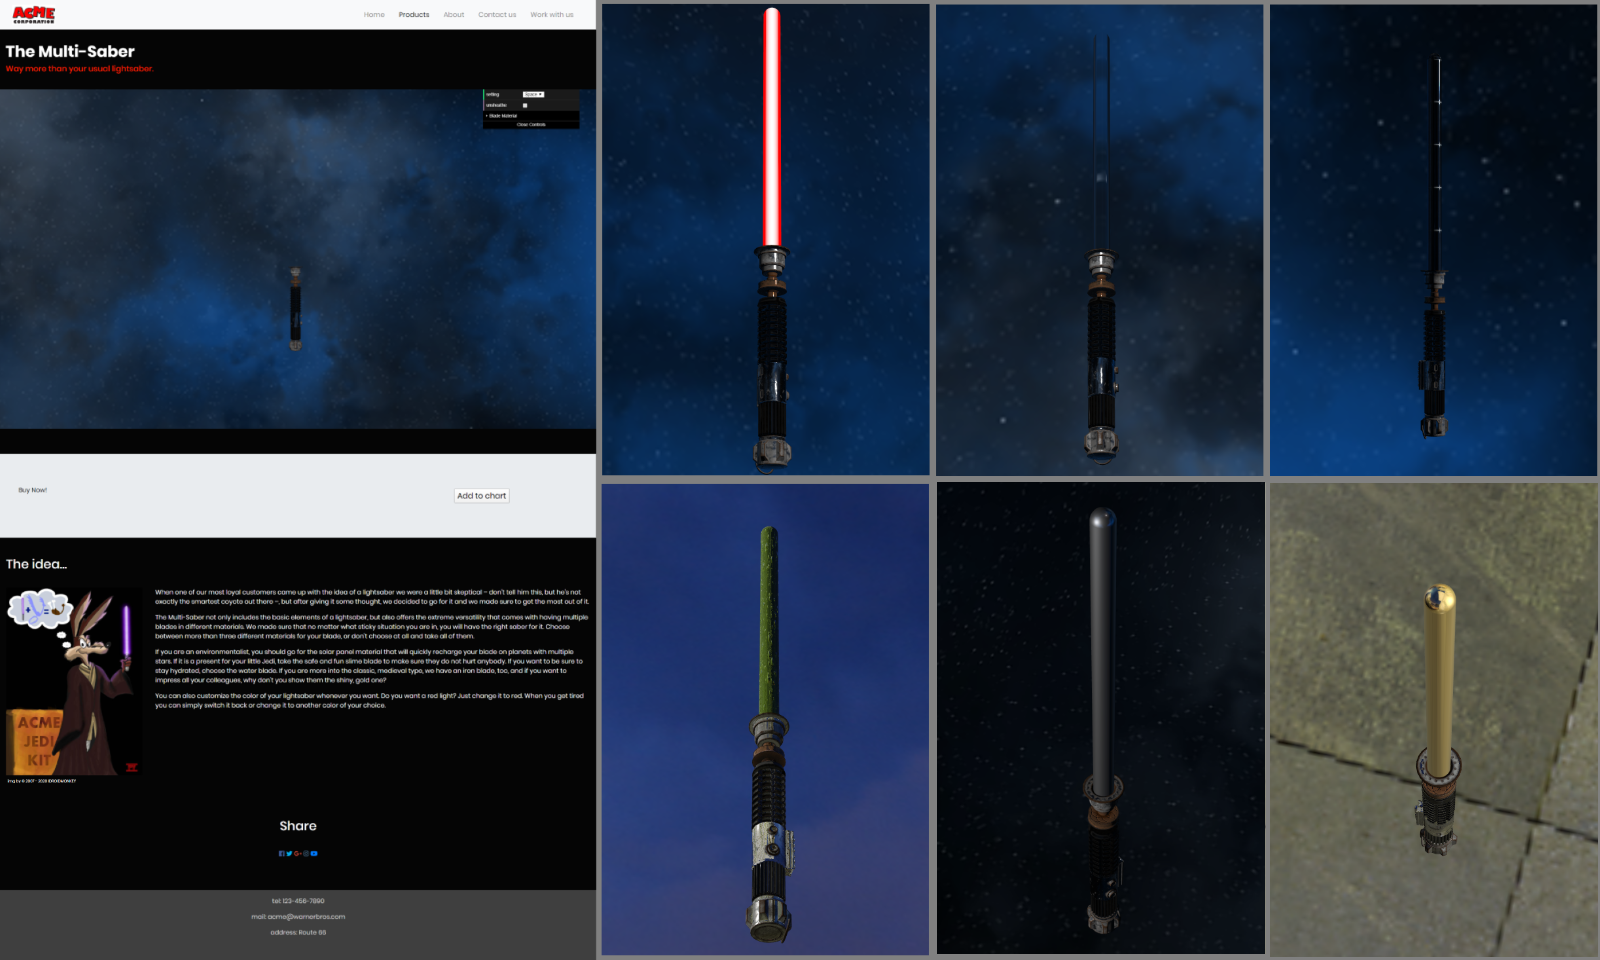 ACME
CORPORATION
Home Products About Contact us Work with us
The Multi-Saber
Way more than your usual lightsaber.
setting Space
unsheathe
Blade Material
Close Controls
Buy Now!
Add to chart
The idea...
When one of our most loyal customers came up with the idea of a lightsaber we were a little bit skeptical – don't tell him this, but he's not
exactly the smartest coyote out there –, but after giving it some thought, we decided to go for it and we made sure to get the most out of it.
The Multi-Saber not only includes the basic elements of a lightsaber, but also offers the extreme versatility that comes with having multiple
blades in different materials. We made sure that no matter what sticky situation you are in, you will have the right saber for it. Choose
between more than three different materials for your blade, or don't choose at all and take all of them.
If you are an environmentalist, you should go for the solar panel material that will quickly recharge your blade on planets with multiple
stars. If it is a present for your little Jedi, take the safe and fun slime blade to make sure they do not hurt anybody. If you want to be sure to
stay hydrated, choose the water blade. If you are more into the classic, medieval type, we have an iron blade, too, and if you want to
impress all your colleagues, why don't you show them the shiny, gold one?
You can also customize the color of your lightsaber whenever you want. Do you want a red light? Just change it to red. When you get tired
you can simply switch it back or change it to another color of your choice.
ACME
JEDI
KIT
Share
tel: 123-456-7890
mail: acme@warnerbros.com
address: Route 66